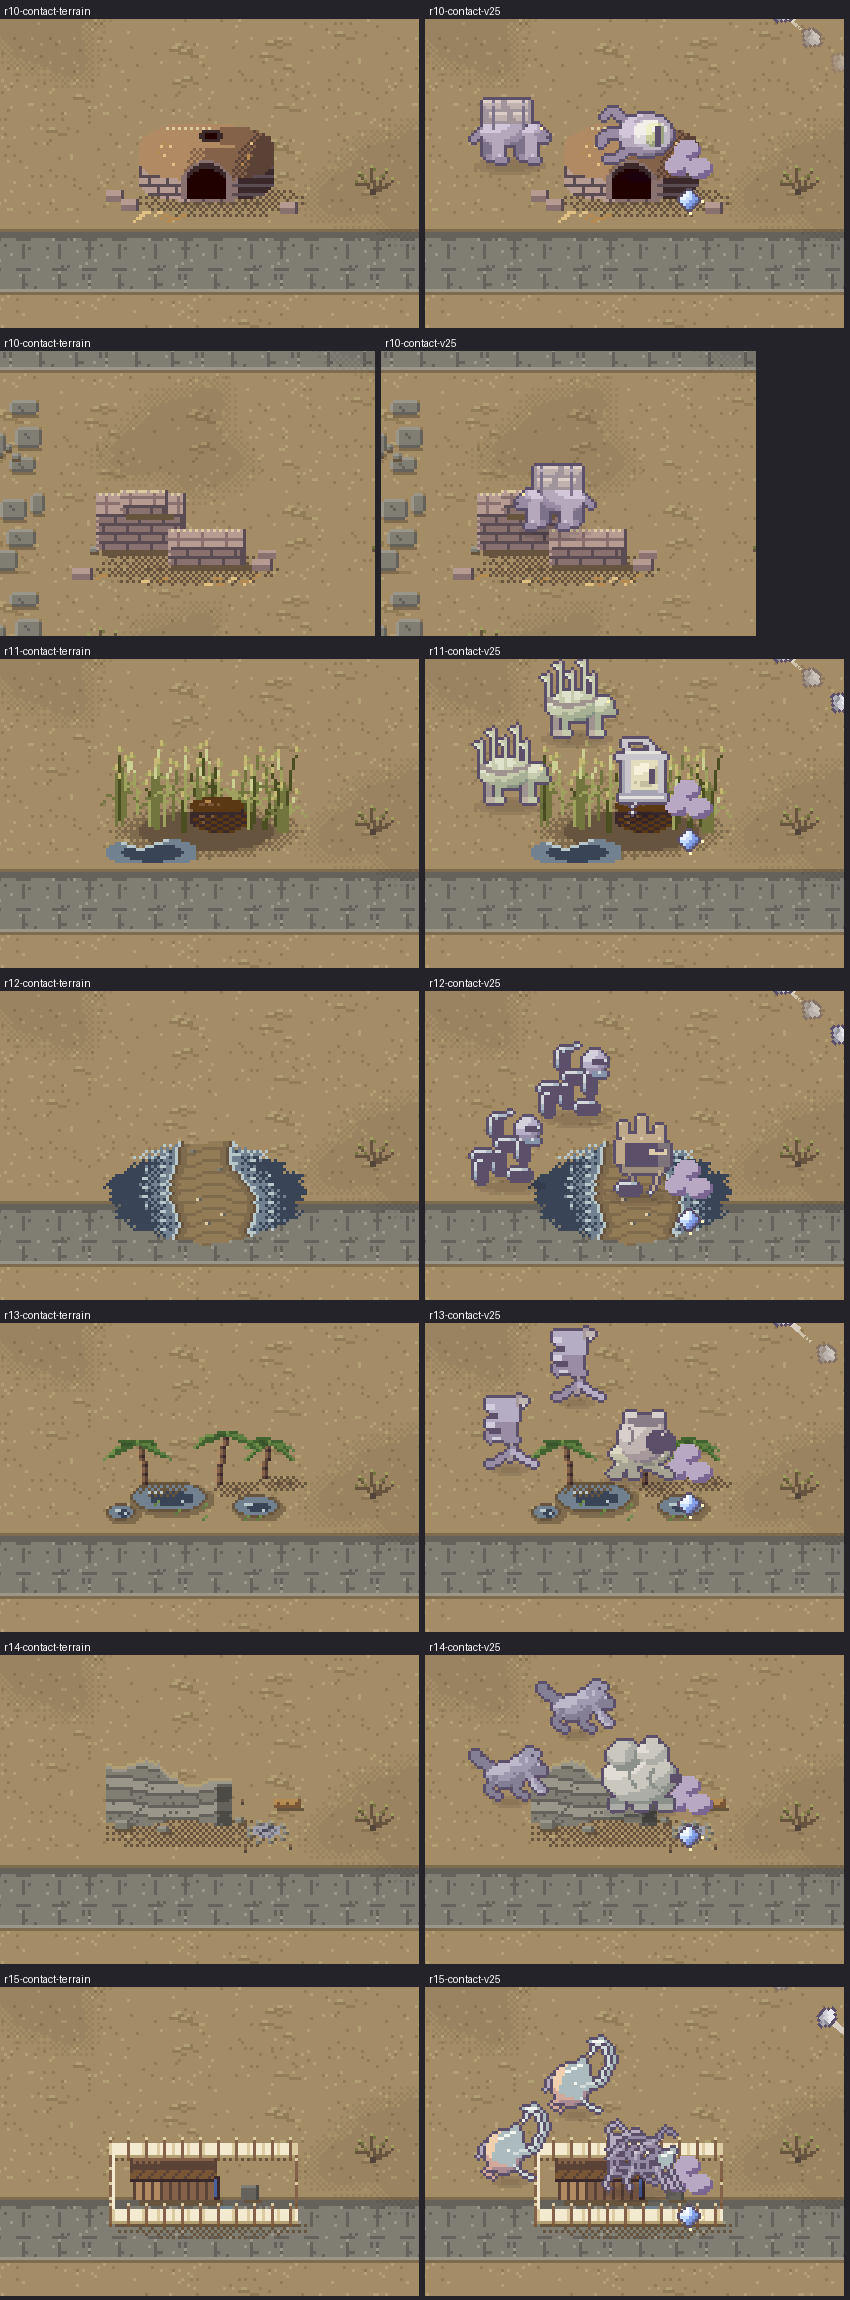 r10-contact-terrain
r10-contact-v25
r10-contact-terrain
r10-contact-v25
r11-contact-terrain
r11-contact-v25
r12-contact-terrain
r12-contact-v25
r13-contact-terrain
r13-contact-v25
r14-contact-terrain
r14-contact-v25
r15-contact-terrain
r15-contact-v25